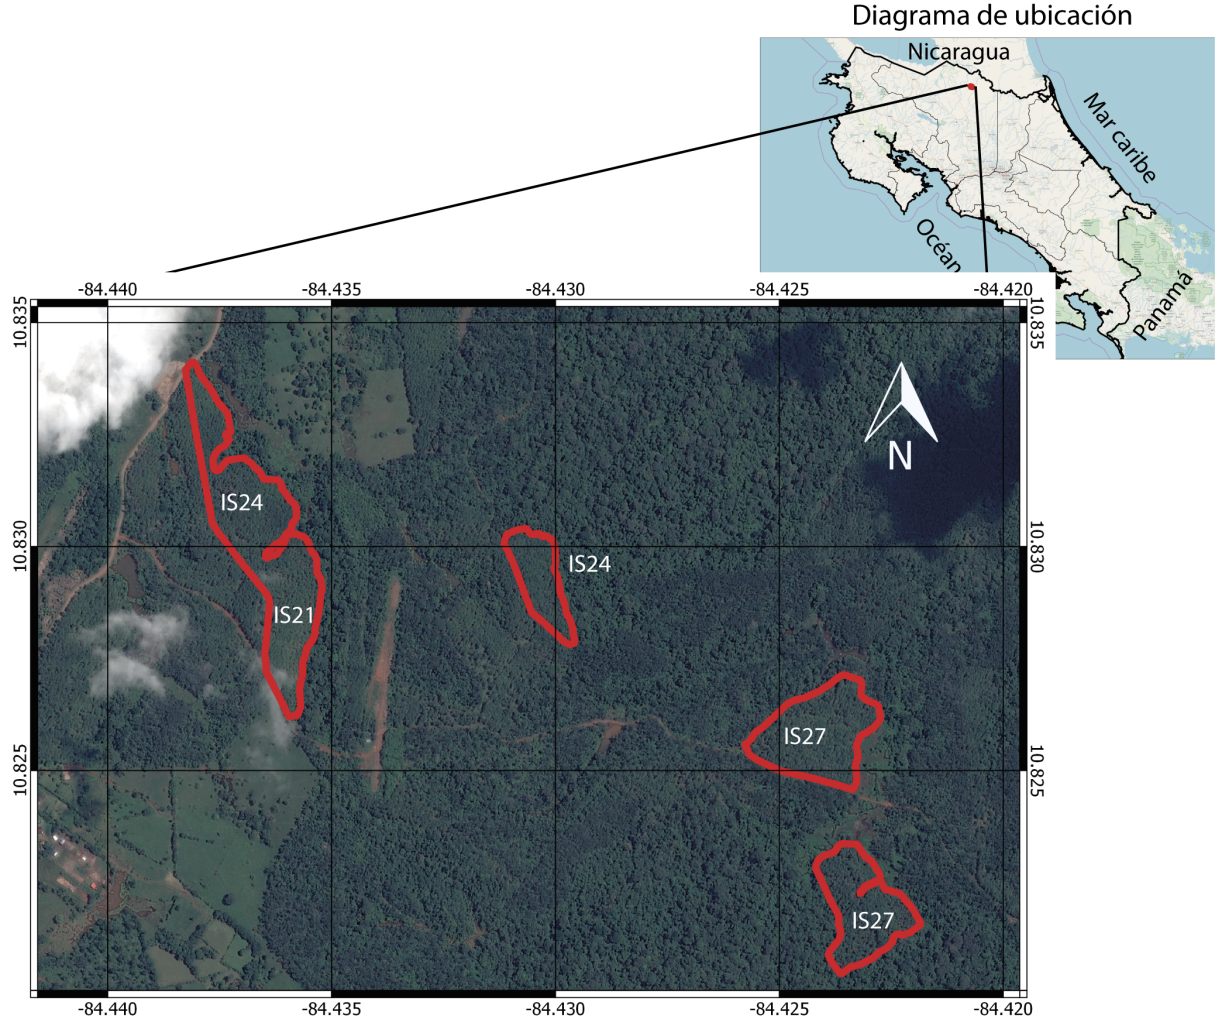 Diagrama de ubicación
Nicaragua
Mar caribe
Océan
Panamá
-84.440 -84.435 -84.430 -84.425 -84.420
10.835 10.835
N
IS24
10.830 10.830
IS24
IS21
IS27
10.825 10.825
IS27
-84.440 -84.435 -84.430 -84.425 -84.420